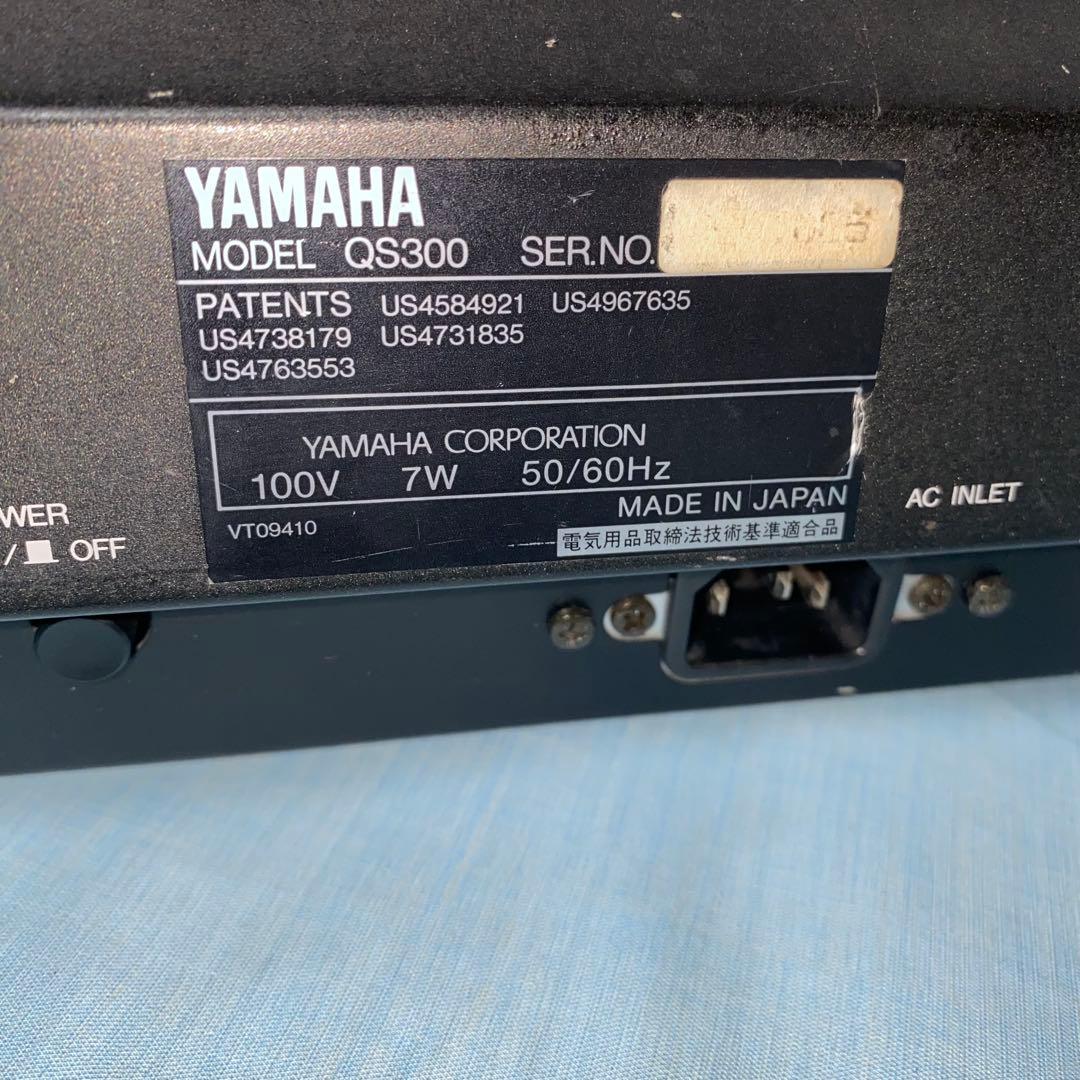 YAMAHA
MODEL QS300 SER.NO.
PATENTS US4584921 US4967635
US4738179 US4731835
US4763553
YAMAHA CORPORATION
100V 7W 50/60Hz
MADE IN JAPAN
VT09410
電気用品取締法技術基準適合品
WER
/ OFF
AC INLET